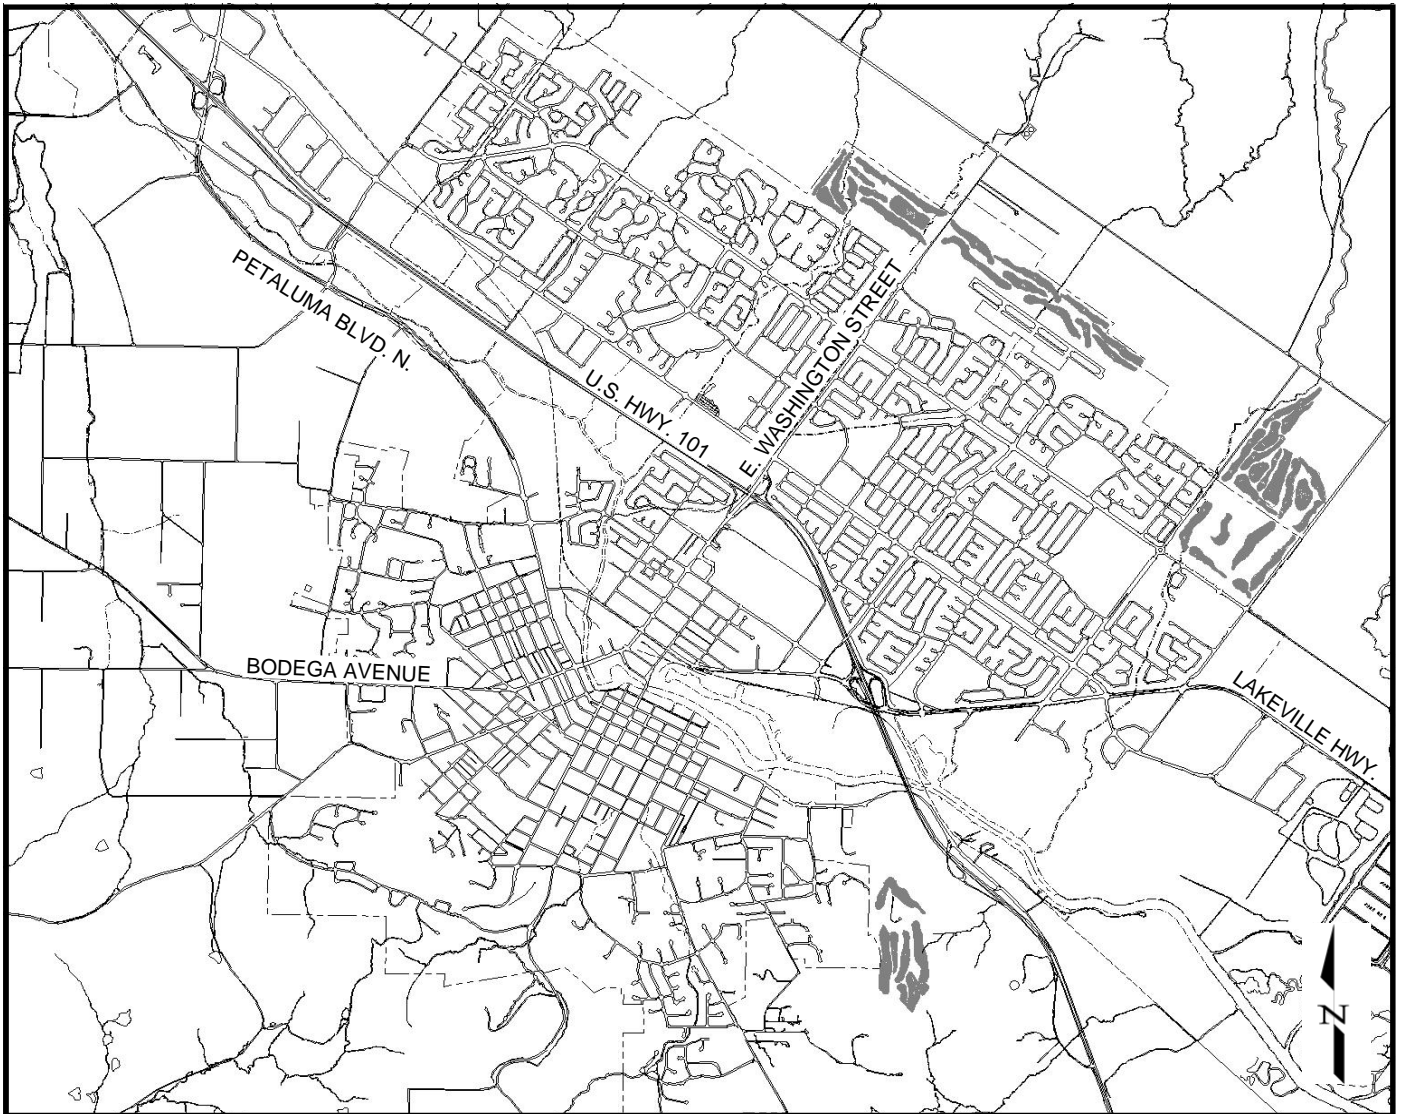 PETALUMA BLVD. N.
U.S. HWY. 101
E. WASHINGTON STREET
BODEGA AVENUE
LAKEVILLE HWY.
N